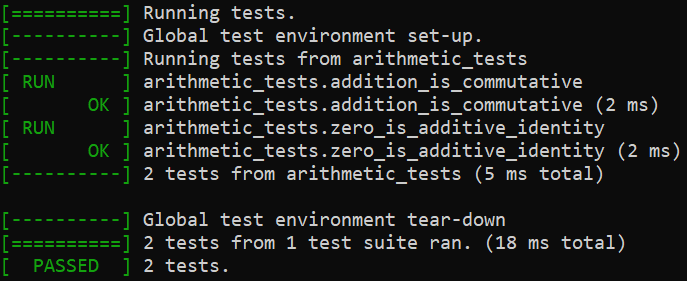 [==========] Running tests.
[----------] Global test environment set-up.
[----------] Running tests from arithmetic_tests
[ RUN      ] arithmetic_tests.addition_is_commutative
[       OK ] arithmetic_tests.addition_is_commutative (2 ms)
[ RUN      ] arithmetic_tests.zero_is_additive_identity
[       OK ] arithmetic_tests.zero_is_additive_identity (2 ms)
[----------] 2 tests from arithmetic_tests (5 ms total)

[----------] Global test environment tear-down
[==========] 2 tests from 1 test suite ran. (18 ms total)
[  PASSED  ] 2 tests.